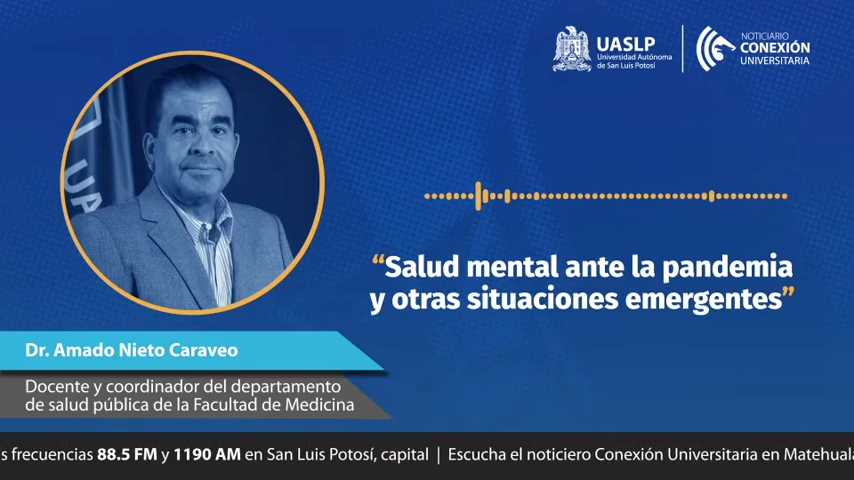 UASLP
Universidad Autónoma
de San Luis Potosí
NOTICIARIO
CONEXIÓN
UNIVERSITARIA
UA
“Salud mental ante la pandemia
y otras situaciones emergentes”
Dr. Amado Nieto Caraveo
Docente y coordinador del departamento
de salud pública de la Facultad de Medicina
s frecuencias 88.5 FM y 1190 AM en San Luis Potosí, capital | Escucha el noticiero Conexión Universitaria en Matehuala